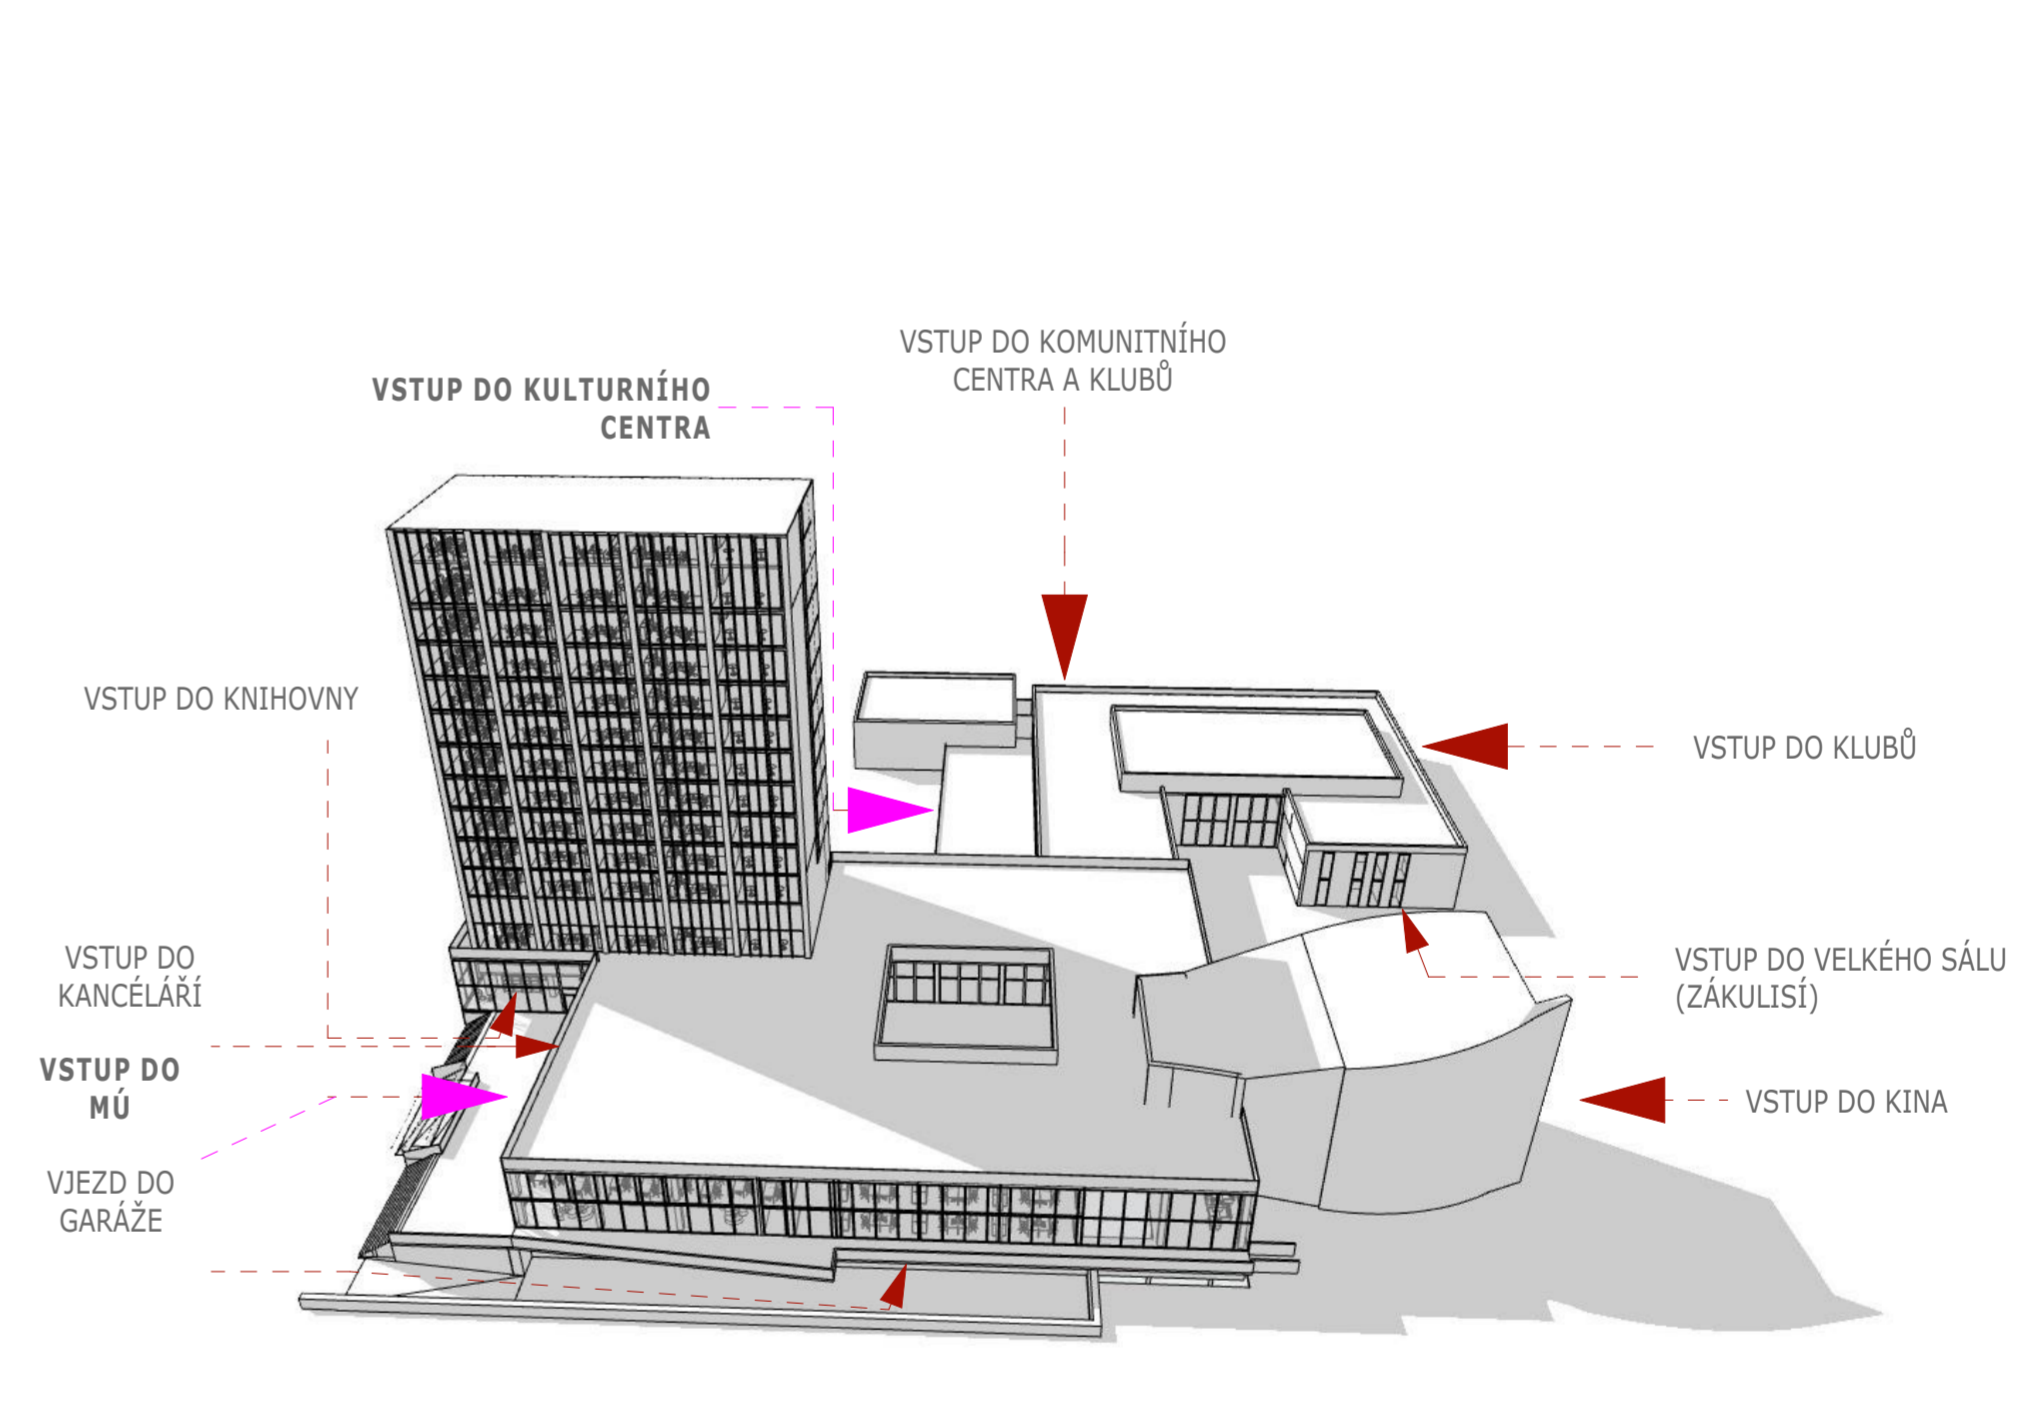 VSTUP DO KOMUNITNÍHO
CENTRA A KLUBŮ
VSTUP DO KULTURNÍHO
CENTRA
VSTUP DO KNIHOVNY
VSTUP DO KLUBŮ
VSTUP DO
KANCÉLÁŘÍ
VSTUP DO VELKÉHO SÁLU
(ZÁKULISÍ)
VSTUP DO
MÚ
VSTUP DO KINA
VJEZD DO
GARÁŽE